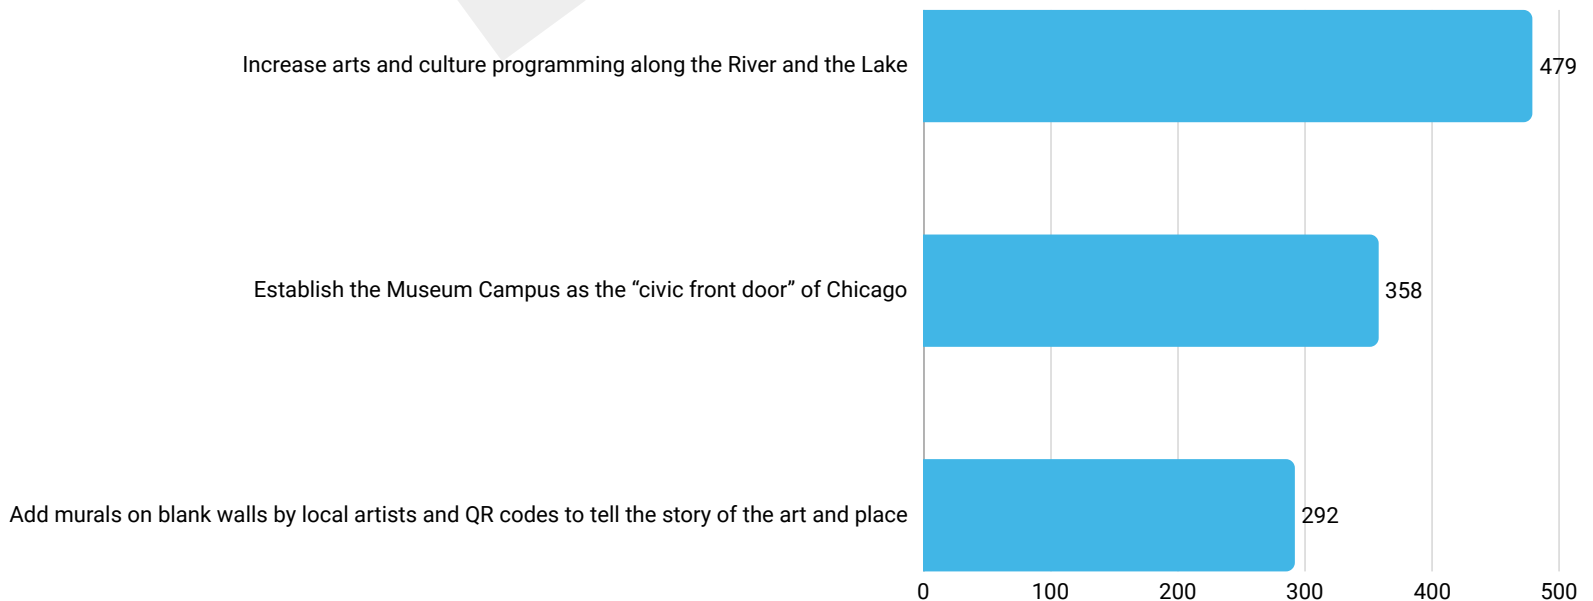 Increase arts and culture programming along the River and the Lake
479
Establish the Museum Campus as the “civic front door” of Chicago
358
Add murals on blank walls by local artists and QR codes to tell the story of the art and place
292
0 100 200 300 400 500